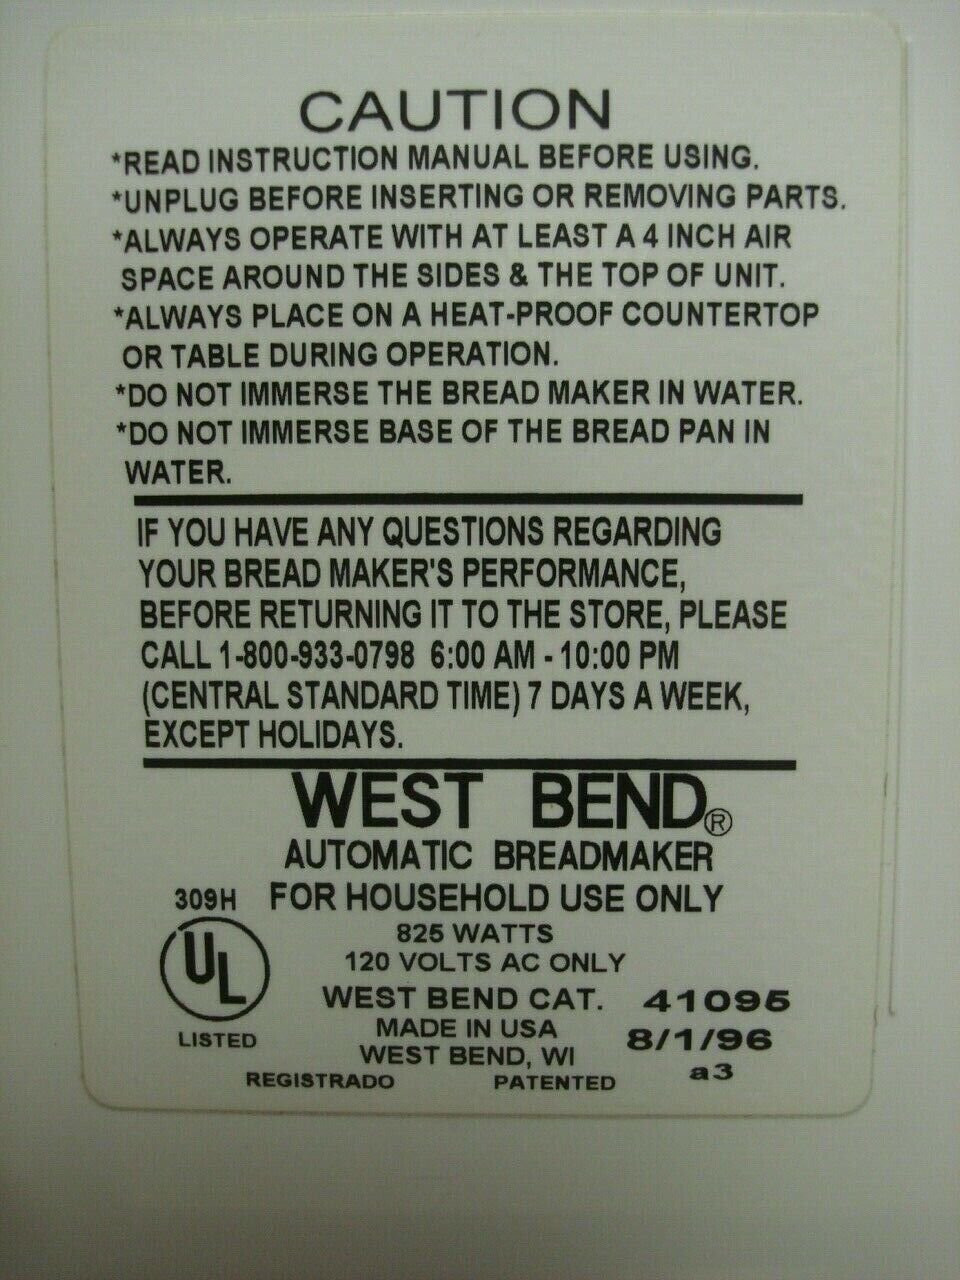 CAUTION
*READ INSTRUCTION MANUAL BEFORE USING.
*UNPLUG BEFORE INSERTING OR REMOVING PARTS.
*ALWAYS OPERATE WITH AT LEAST A 4 INCH AIR
SPACE AROUND THE SIDES & THE TOP OF UNIT.
*ALWAYS PLACE ON A HEAT-PROOF COUNTERTOP
OR TABLE DURING OPERATION.
*DO NOT IMMERSE THE BREAD MAKER IN WATER.
*DO NOT IMMERSE BASE OF THE BREAD PAN IN
WATER.
IF YOU HAVE ANY QUESTIONS REGARDING
YOUR BREAD MAKER'S PERFORMANCE,
BEFORE RETURNING IT TO THE STORE, PLEASE
CALL 1-800-933-0798 6:00 AM - 10:00 PM
(CENTRAL STANDARD TIME) 7 DAYS A WEEK,
EXCEPT HOLIDAYS.
WEST BEND®
AUTOMATIC BREADMAKER
309H FOR HOUSEHOLD USE ONLY
825 WATTS
120 VOLTS AC ONLY
UL
WEST BEND CAT. 41095
LISTED
MADE IN USA 8/1/96
WEST BEND, WI
a3
REGISTRADO PATENTED